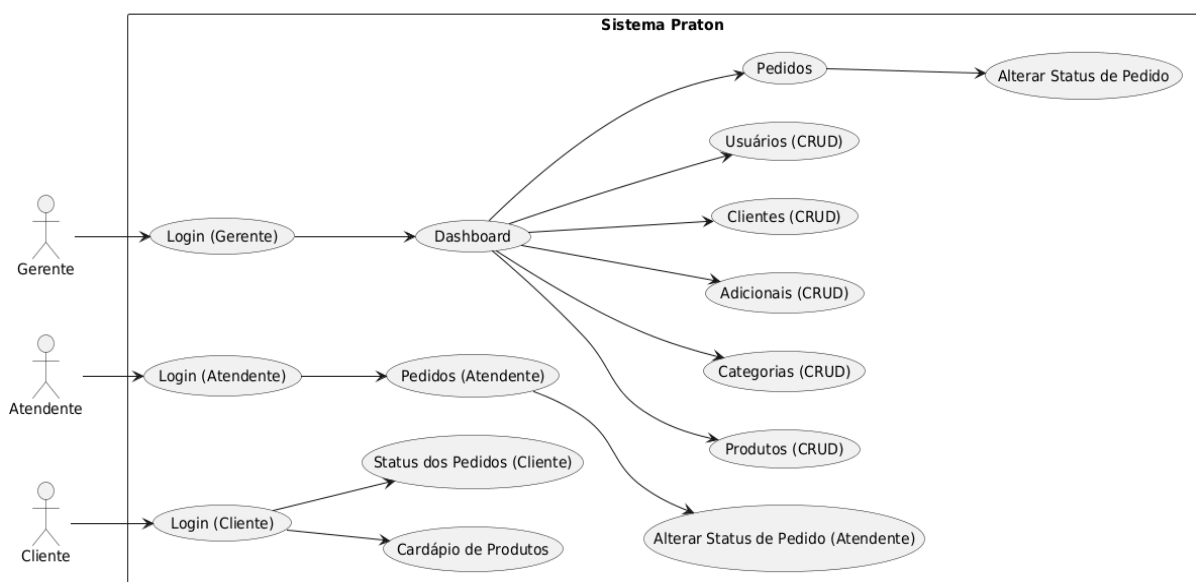 Sistema Praton
Pedidos
Alterar Status de Pedido
Usuários (CRUD)
Clientes (CRUD)
Gerente
Login (Gerente)
Dashboard
Adicionais (CRUD)
Categorias (CRUD)
Atendente
Login (Atendente)
Pedidos (Atendente)
Produtos (CRUD)
Status dos Pedidos (Cliente)
Cliente
Login (Cliente)
Cardápio de Produtos
Alterar Status de Pedido (Atendente)